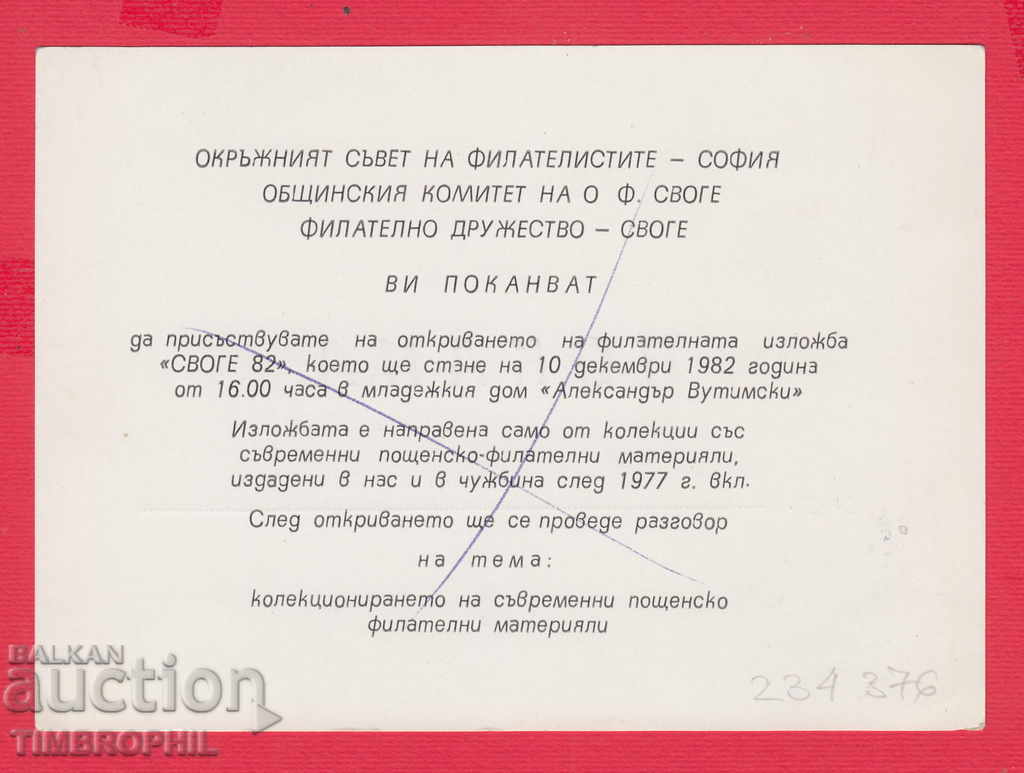 ОКРЪЖНИЯТ СЪВЕТ НА ФИЛАТЕЛИСТИТЕ – СОФИЯ
ОБЩИНСКИЯ КОМИТЕТ НА О Ф. СВОГЕ
ФИЛАТЕЛНО ДРУЖЕСТВО – СВОГЕ
ВИ ПОКАНВАТ
да присъствувате на откриването на филателната изложба
«СВОГЕ 82», което ще стане на 10 декември 1982 година
от 16.00 часа в младежкия дом «Александър Вутимски»
Изложбата е направена само от колекции със
съвременни пощенско-филателни материяли,
издадени в нас и в чужбина след 1977 г. вкл.
След откриването ще се проведе разговор
на тема:
колекционирането на съвременни пощенско
филателни материяли
234 376
BALKAN
auction
TIMBROPHIL